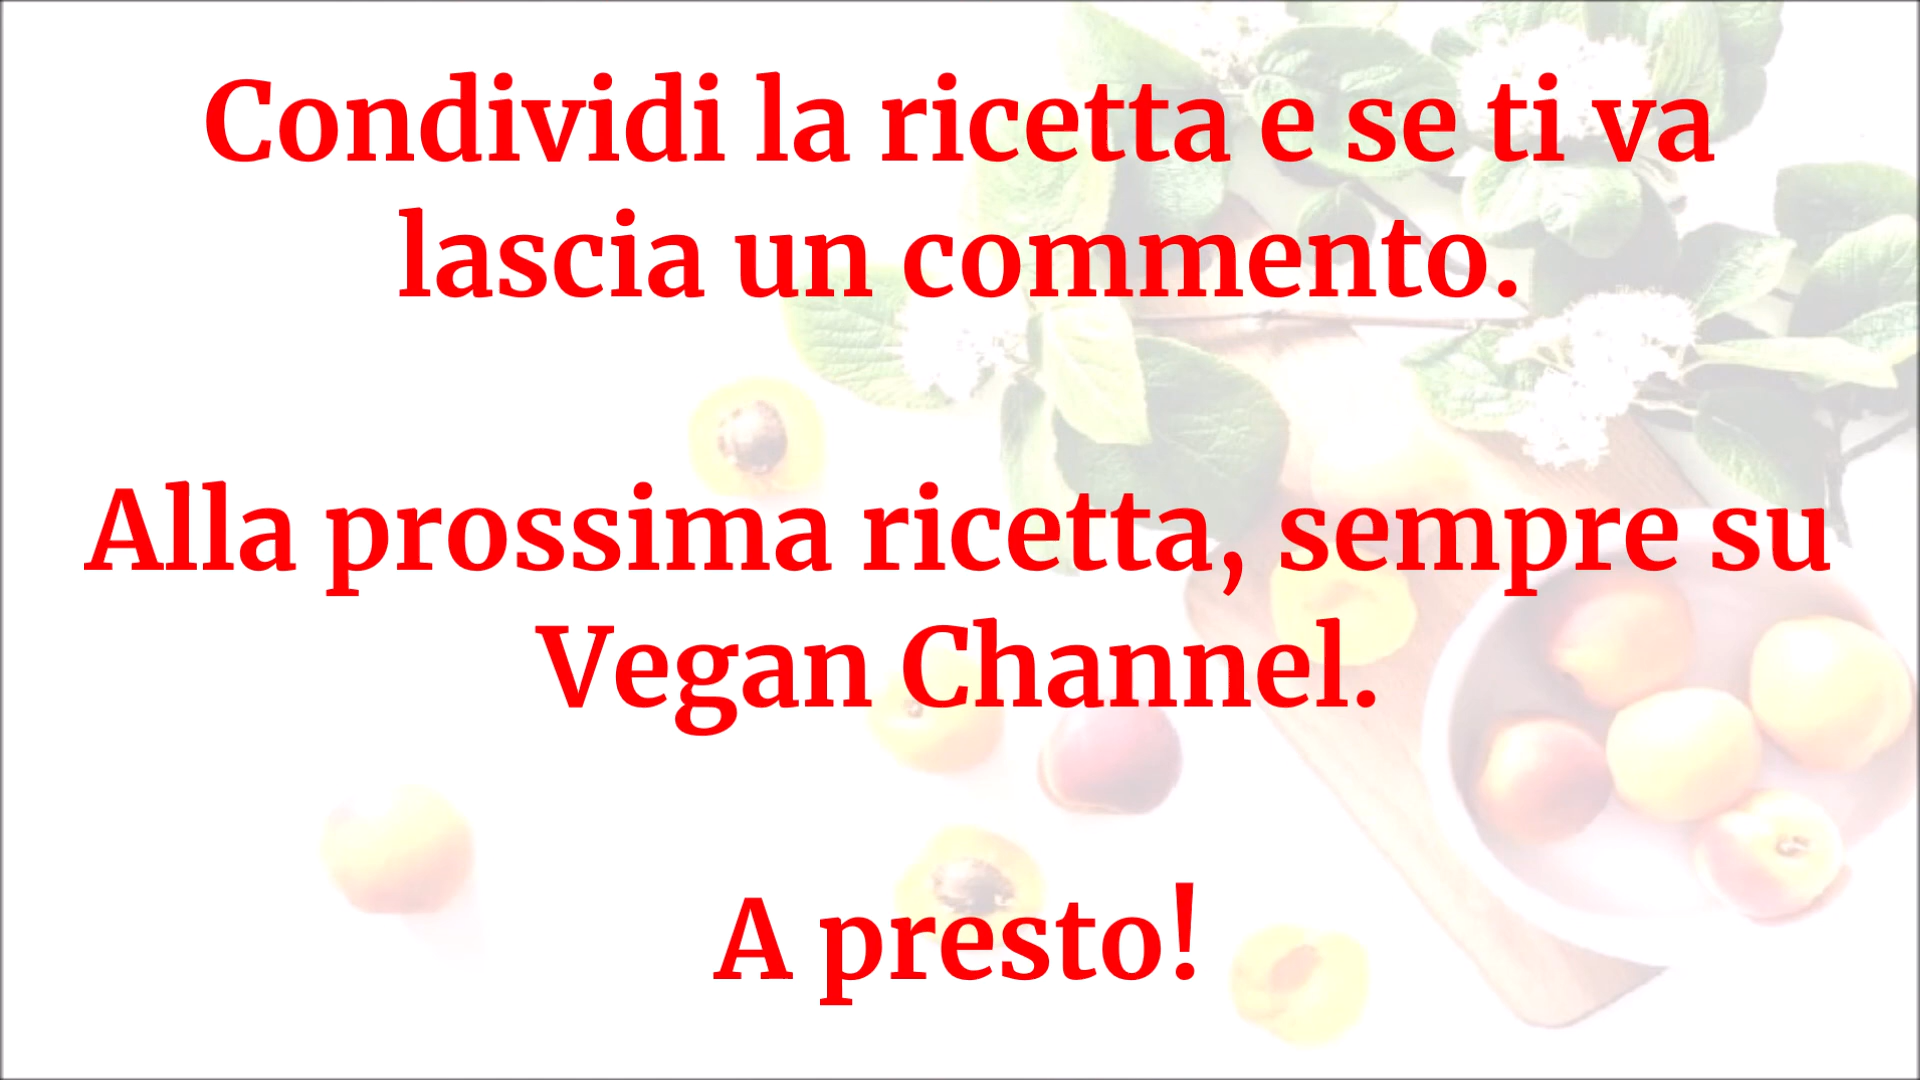 Condividi la ricetta e se ti va
lascia un commento.
Alla prossima ricetta, sempre su
Vegan Channel.
A presto!